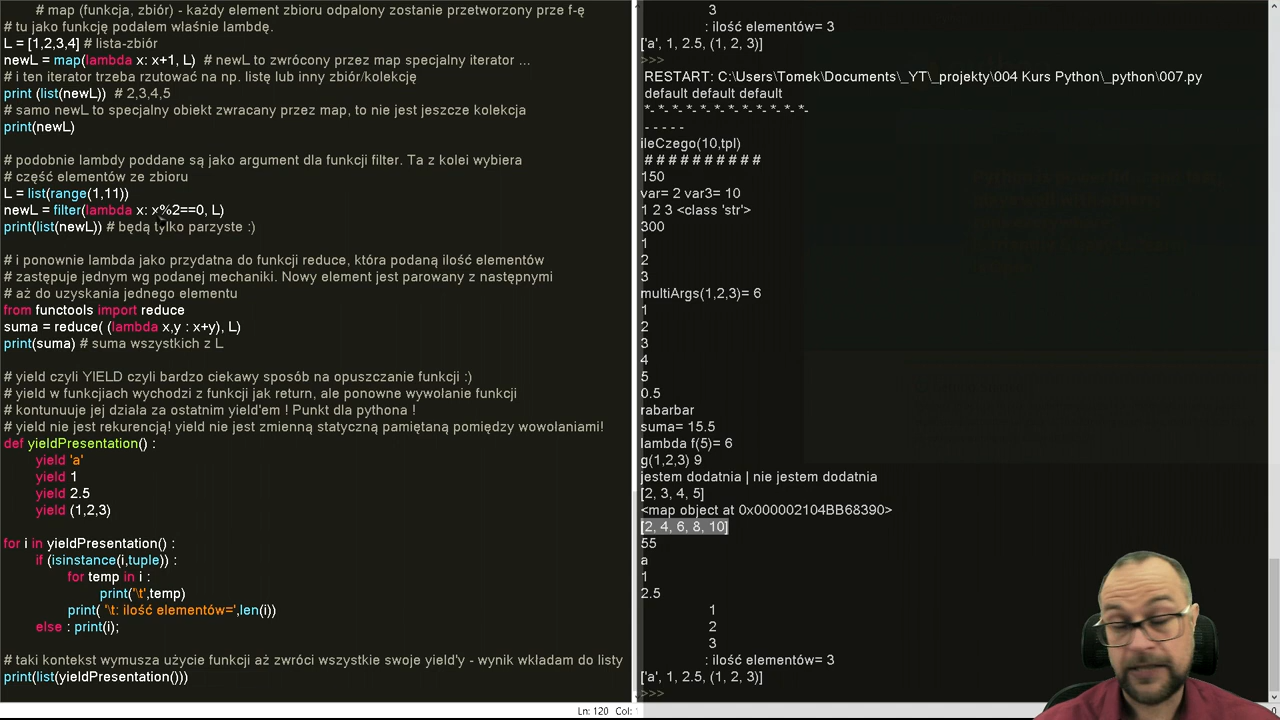 # map (funkcja, zbiór) - każdy element zbioru odpalony zostanie przetworzony prze f-ę
# tu jako funkcję podałem właśnie lambdę.
L = [1,2,3,4] # lista-zbiór
newL = map(lambda x: x+1, L)  # newL to zwrócony przez map specjalny iterator ...
# i ten iterator trzeba rzutować na np. listę lub inny zbiór/kolekcję
print (list(newL))  # 2,3,4,5
# samo newL to specjalny obiekt zwracany przez map, to nie jest jeszcze kolekcja
print(newL)
# podobnie lambdy poddane są jako argument dla funkcji filter. Ta z kolei wybiera
# część elementów ze zbioru
L = list(range(1,11))
newL = filter(lambda x: x%2==0, L)
print(list(newL)) # będą tylko parzyste :)
# i ponownie lambda jako przydatna do funkcji reduce, która podaną ilość elementów
# zastępuje jednym wg podanej mechaniki. Nowy element jest parowany z następnymi
# aż do uzyskania jednego elementu
from functools import reduce
suma = reduce( (lambda x,y : x+y), L)
print(suma) # suma wszystkich z L
# yield czyli YIELD czyli bardzo ciekawy sposób na opuszczanie funkcji :)
# yield w funkcjach wychodzi z funkcji jak return, ale ponowne wywołanie funkcji
# kontunuuje jej działa za ostatnim yield'em ! Punkt dla pythona !
# yield nie jest rekurencją! yield nie jest zmienną statyczną pamiętaną pomiędzy wowołaniami!
def yieldPresentation() :
yield 'a'
yield 1
yield 2.5
yield (1,2,3)
for i in yieldPresentation() :
if (isinstance(i,tuple)) :
for temp in i :
print('\t',temp)
print( '\t: ilość elementów=',len(i))
else : print(i);
# taki kontekst wymusza użycie funkcji aż zwróci wszystkie swoje yield'y - wynik wkladam do listy
print(list(yieldPresentation()))
Ln: 120 Col:
3
: ilość elementów= 3
['a', 1, 2.5, (1, 2, 3)]
>>>
RESTART: C:\Users\Tomek\Documents\_YT\_projekty\004 Kurs Python\_python\007.py
default default default
*-*-*-*-*-*-*-*-*-*-*-*-
- - - - -
ileCzego(10,tpl)
# # # # # # # # # #
150
var= 2 var3= 10
1 2 3 <class 'str'>
300
1
2
3
multiArgs(1,2,3)= 6
1
2
3
4
5
0.5
rabarbar
suma= 15.5
lambda f(5)= 6
g(1,2,3) 9
jestem dodatnia | nie jestem dodatnia
[2, 3, 4, 5]
<map object at 0x000002104BB68390>
[2, 4, 6, 8, 10]
55
a
1
2.5
1
2
3
: ilość elementów= 3
['a', 1, 2.5, (1, 2, 3)]
>>>